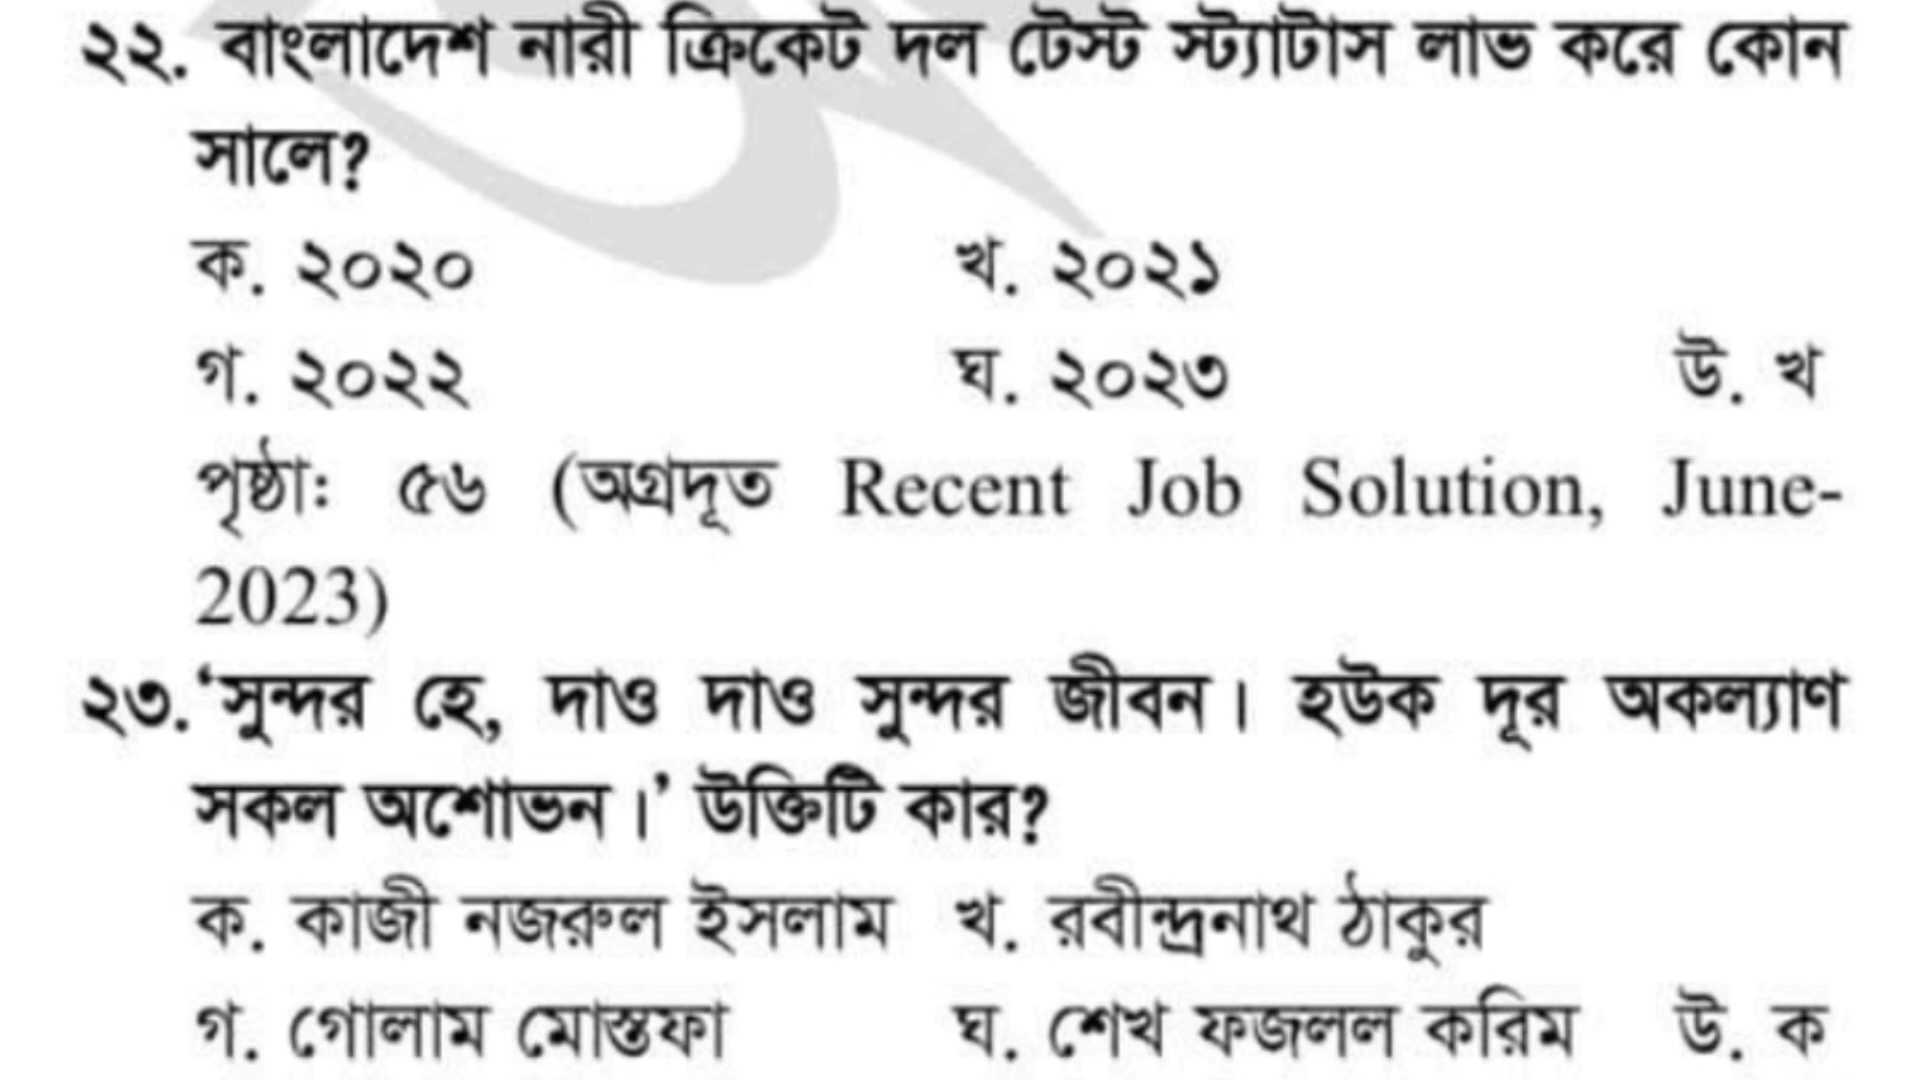 ২২. বাংলাদেশ নারী ক্রিকেট দল টেস্ট স্ট্যাটাস লাভ করে কোন
সালে?
ক. ২০২০ খ. ২০২১
গ. ২০২২ ঘ. ২০২৩ উ. খ
পৃষ্ঠাঃ ৫৬ (অগ্রদূত Recent Job Solution, June-
2023)
২৩. ‘সুন্দর হে, দাও দাও সুন্দর জীবন। হউক দূর অকল্যাণ
সকল অশোভন।’ উক্তিটি কার?
ক. কাজী নজরুল ইসলাম খ. রবীন্দ্রনাথ ঠাকুর
গ. গোলাম মোস্তফা ঘ. শেখ ফজলল করিম উ. ক